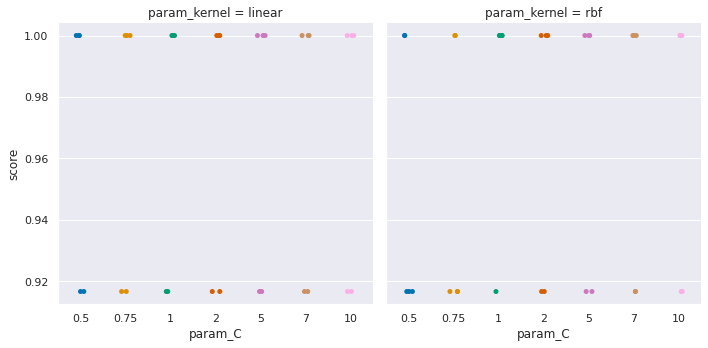 param_kernel = linear
param_kernel = rbf
score
1.00
0.98
0.96
0.94
0.92
0.5 0.75 1 2 5 7 10
0.5 0.75 1 2 5 7 10
param_C
param_C